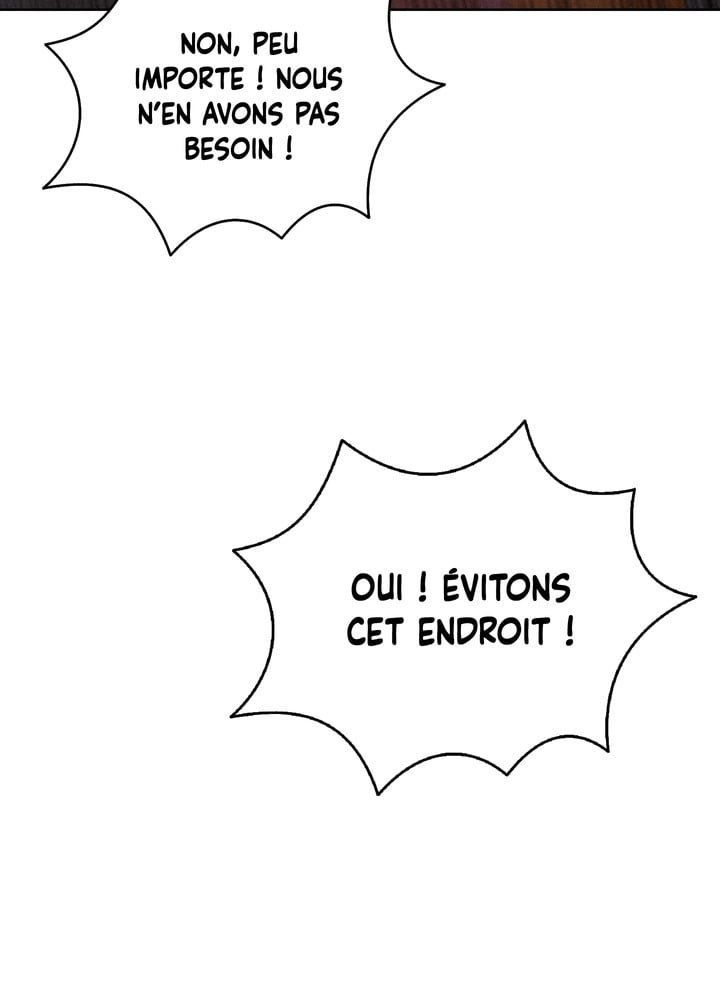 NON, PEU
IMPORTE ! NOUS
N'EN AVONS PAS
BESOIN !
OUI ! ÉVITONS
CET ENDROIT !